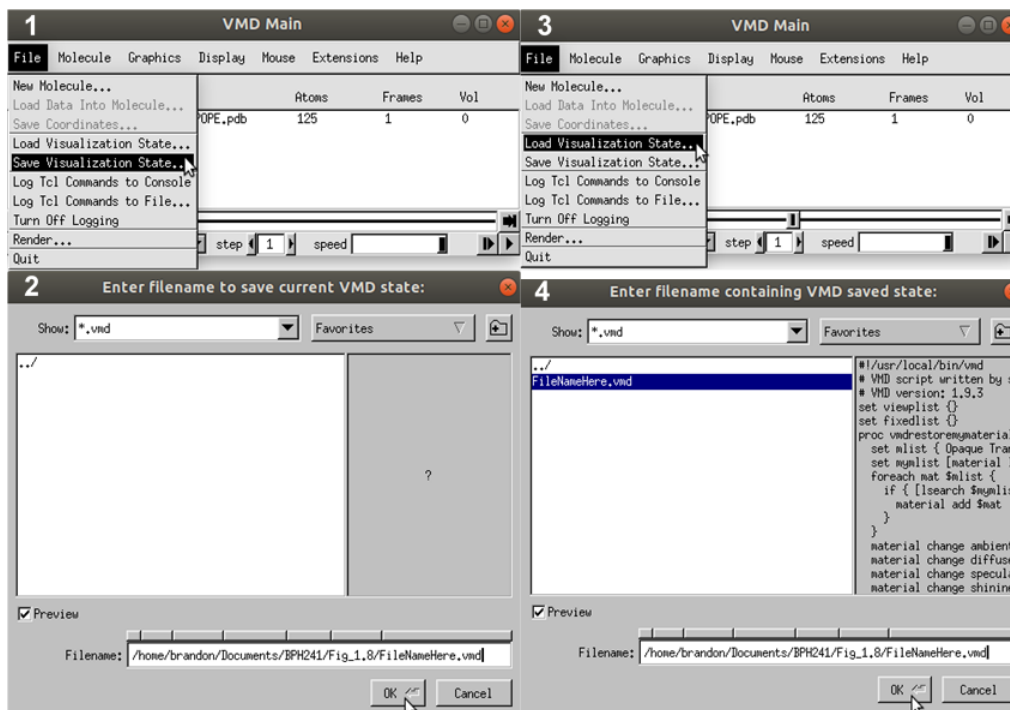 1
VMD Main
File Molecule Graphics Display Mouse Extensions Help
New Molecule...
Load Data Into Molecule...
Save Coordinates...
Load Visualization State...
Save Visualization State...
Log Tcl Commands to Console
Log Tcl Commands to File...
Turn Off Logging
Render...
Quit
Atoms Frames Vol
POPE.pdb 125 1 0
step 1 speed
2
Enter filename to save current VMD state:
Show: *.vmd Favorites
../
?
Preview
Filename: /home/brandon/Documents/BPH241/Fig_1.8/FileNameHere.vmd
OK Cancel
3
VMD Main
File Molecule Graphics Display Mouse Extensions Help
New Molecule...
Load Data Into Molecule...
Save Coordinates...
Load Visualization State...
Save Visualization State...
Log Tcl Commands to Console
Log Tcl Commands to File...
Turn Off Logging
Render...
Quit
Atoms Frames Vol
POPE.pdb 125 1 0
step 1 speed
4
Enter filename containing VMD saved state:
Show: *.vmd Favorites
../
FileNameHere.vmd
#!/usr/local/bin/vmd
# VMD script written by
# VMD version: 1.9.3
set viewplist {}
set fixedlist {}
proc vmdrestoremymaterial
set mlist { Opaque Tran
set mymlist [material
foreach mat $mlist {
if { [lsearch $mymlis
material add $mat
}
}
material change ambient
material change diffuse
material change specula
material change shinine
Preview
Filename: /home/brandon/Documents/BPH241/Fig_1.8/FileNameHere.vmd
OK Cancel